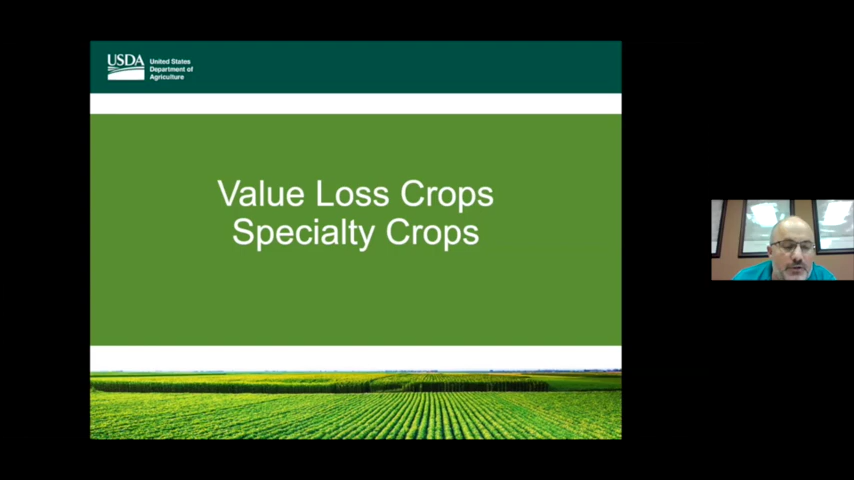 USDA
United States
Department of
Agriculture
Value Loss Crops
Specialty Crops